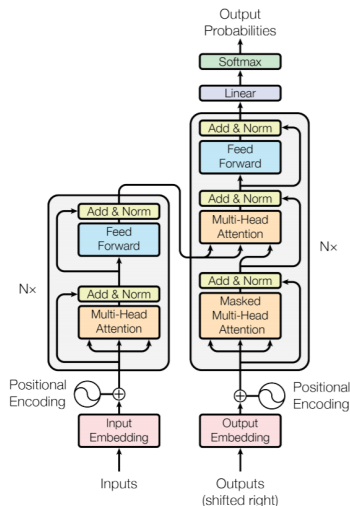 Output
Probabilities
Softmax
Linear
Add & Norm
Feed
Forward
Add & Norm
Multi-Head
Attention
Nx
Add & Norm
Masked
Multi-Head
Attention
Add & Norm
Feed
Forward
Nx
Add & Norm
Multi-Head
Attention
Positional
Encoding
Positional
Encoding
Input
Embedding
Output
Embedding
Inputs
Outputs
(shifted right)